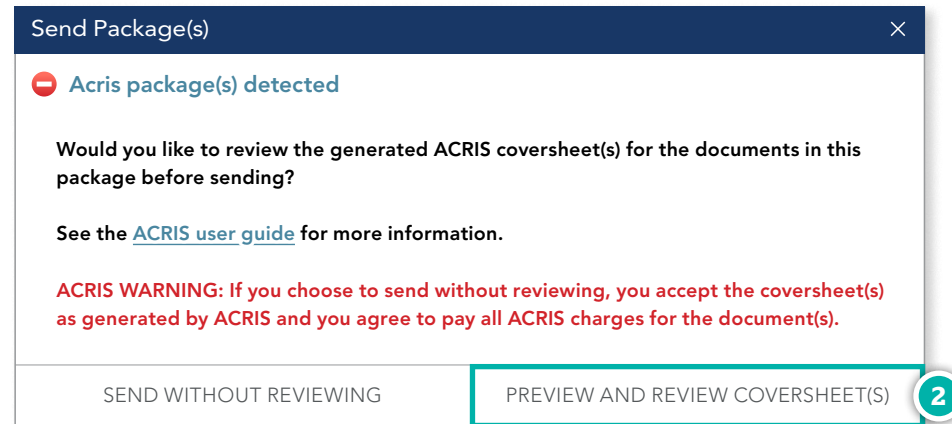 Send Package(s)
Acris package(s) detected
Would you like to review the generated ACRIS coversheet(s) for the documents in this
package before sending?
See the ACRIS user guide for more information.
ACRIS WARNING: If you choose to send without reviewing, you accept the coversheet(s)
as generated by ACRIS and you agree to pay all ACRIS charges for the document(s).
SEND WITHOUT REVIEWING
PREVIEW AND REVIEW COVERSHEET(S)
2